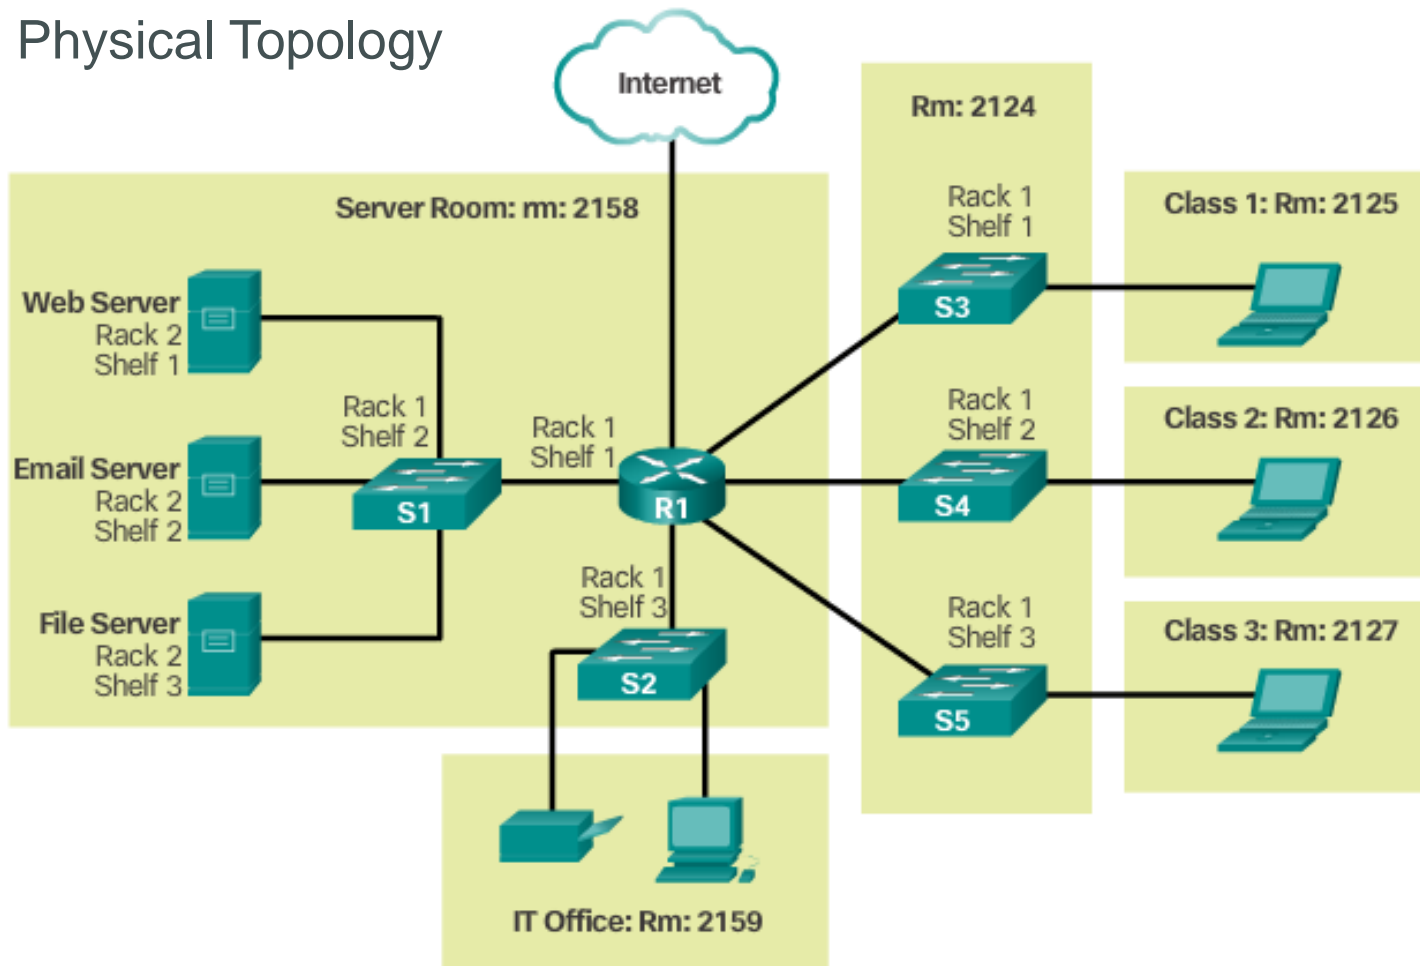 Physical Topology
Internet
Rm: 2124
Server Room: rm: 2158
Rack 1
Shelf 1
Class 1: Rm: 2125
Web Server
Rack 2
Shelf 1
S3
Rack 1
Shelf 2
Rack 1
Shelf 1
Rack 1
Shelf 2
Class 2: Rm: 2126
Email Server
Rack 2
Shelf 2
S1
R1
S4
Rack 1
Shelf 3
File Server
Rack 2
Shelf 3
S2
Rack 1
Shelf 3
Class 3: Rm: 2127
S5
IT Office: Rm: 2159